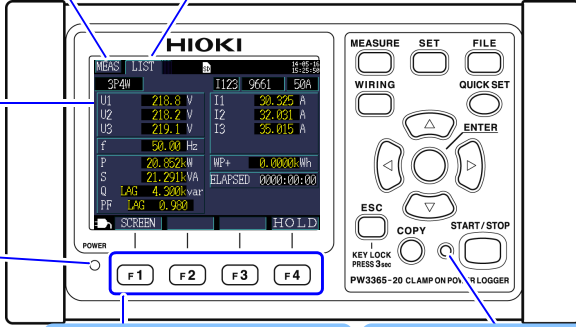 HIOKI
MEAS LIST 14-05-16
15:25:50
3P4W I123 9661 50A
U1 218.8 V I1 30.325 A
U2 218.2 V I2 32.031 A
U3 219.1 V I3 35.015 A
f 50.00 Hz
P 20.852kW WP+ 0.0000kWh
S 21.291kVA ELAPSED 0000:00:00
Q LAG 4.300kvar
PF LAG 0.980
SCREEN HOLD
POWER
F1 F2 F3 F4
MEASURE SET FILE
WIRING QUICK SET
ENTER
ESC COPY START/STOP
KEY LOCK
PRESS 3sec
PW3365-20 CLAMP ON POWER LOGGER